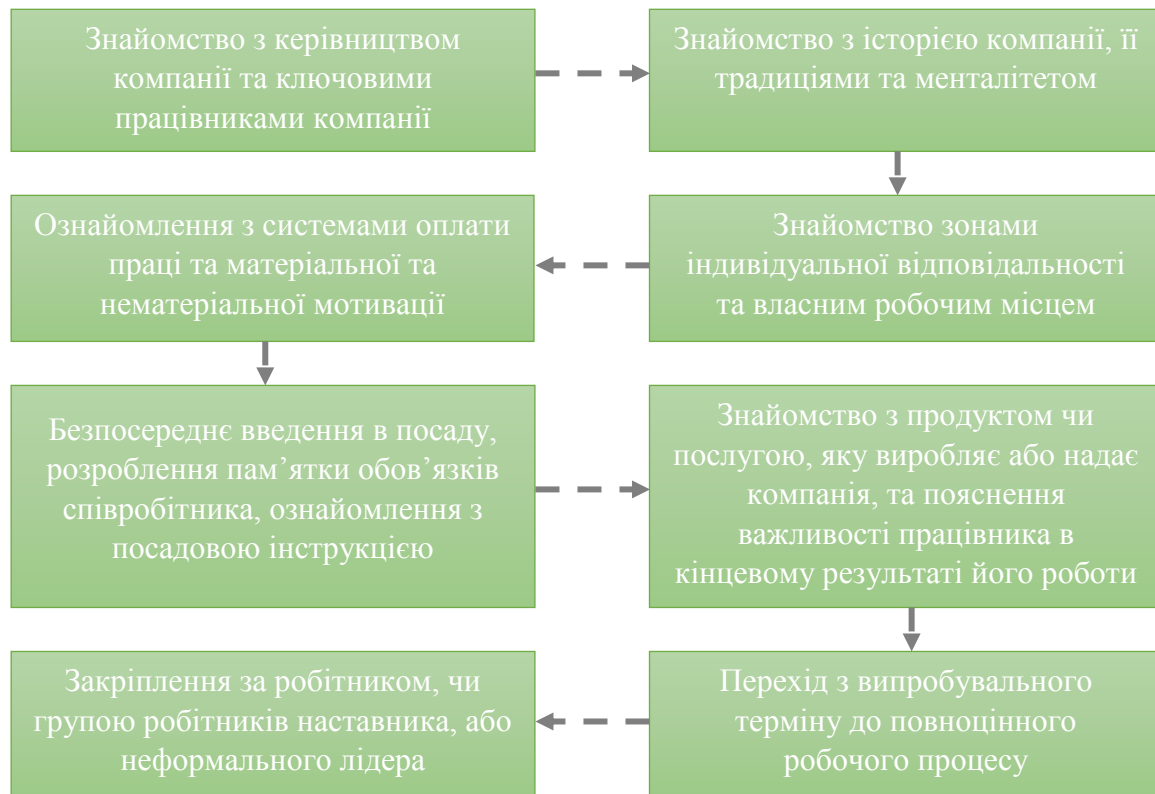 Знайомство з керівництвом
компанії та ключовими
працівниками компанії
Знайомство з історією компанії, її
традиціями та менталітетом
Знайомство зонами
індивідуальної відповідальності
та власним робочим місцем
Ознайомлення з системами оплати
праці та матеріальної та
нематеріальної мотивації
Безпосереднє введення в посаду,
розроблення пам’ятки обов’язків
співробітника, ознайомлення з
посадовою інструкцією
Знайомство з продуктом чи
послугою, яку виробляє або надає
компанія, та пояснення
важливості працівника в
кінцевому результаті його роботи
Перехід з випробувального
терміну до повноцінного
робочого процесу
Закріплення за робітником, чи
групою робітників наставника, або
неформального лідера